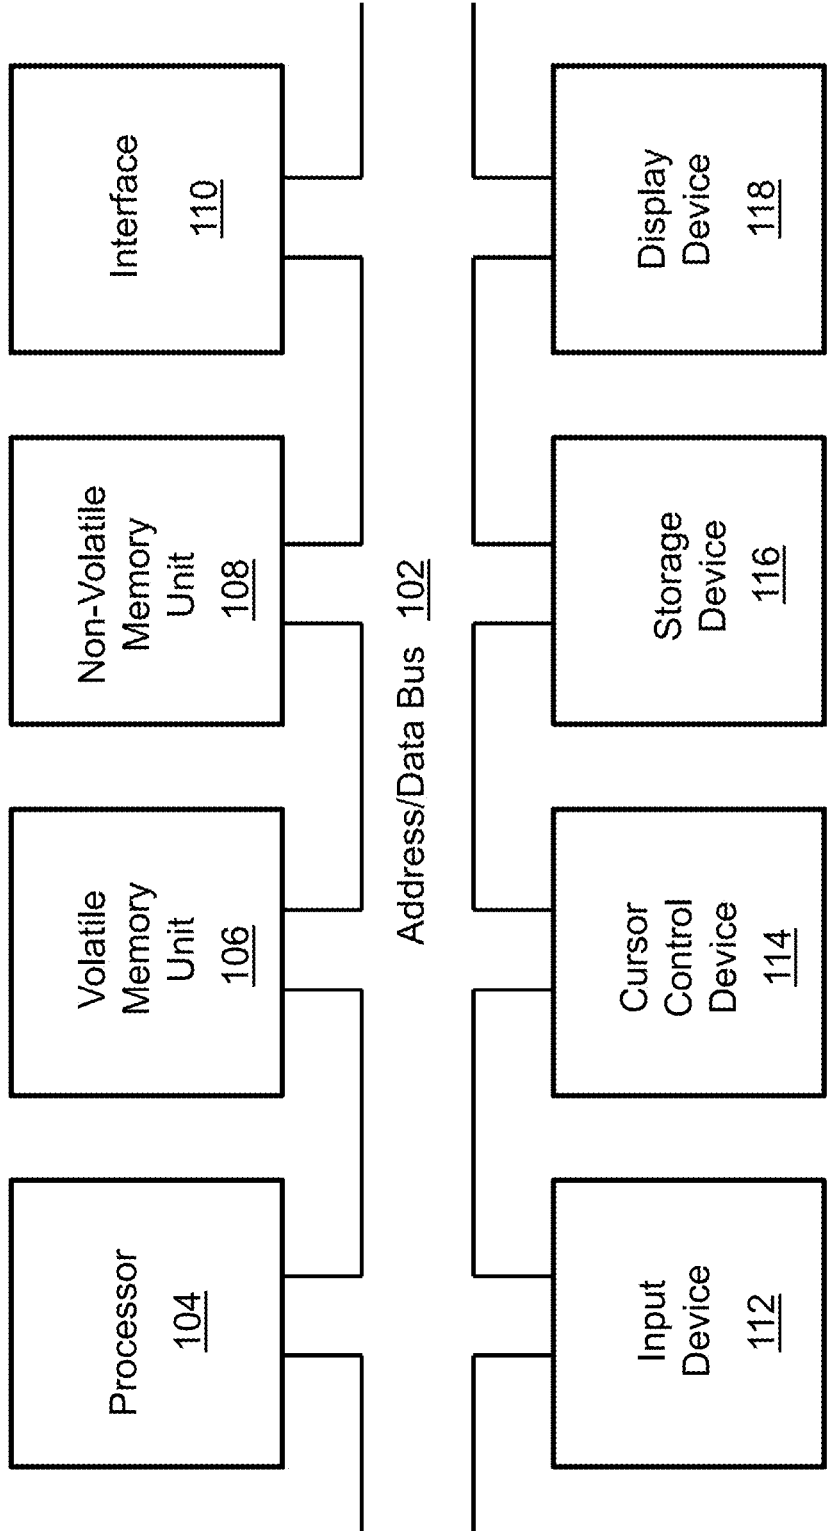 Processor
104
Volatile
Memory
Unit
106
Non-Volatile
Memory
Unit
108
Interface
110
Address/Data Bus 102
Input
Device
112
Cursor
Control
Device
114
Storage
Device
116
Display
Device
118